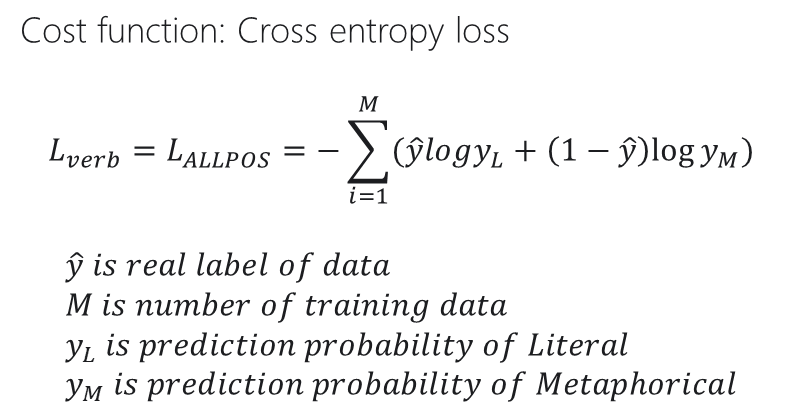 Cost function: Cross entropy loss
L_verb = L_ALLPOS = − ∑_{i=1}^{M} (ŷlogy_L + (1 − ŷ)log y_M)
ŷ is real label of data
M is number of training data
y_L is prediction probability of Literal
y_M is prediction probability of Metaphorical